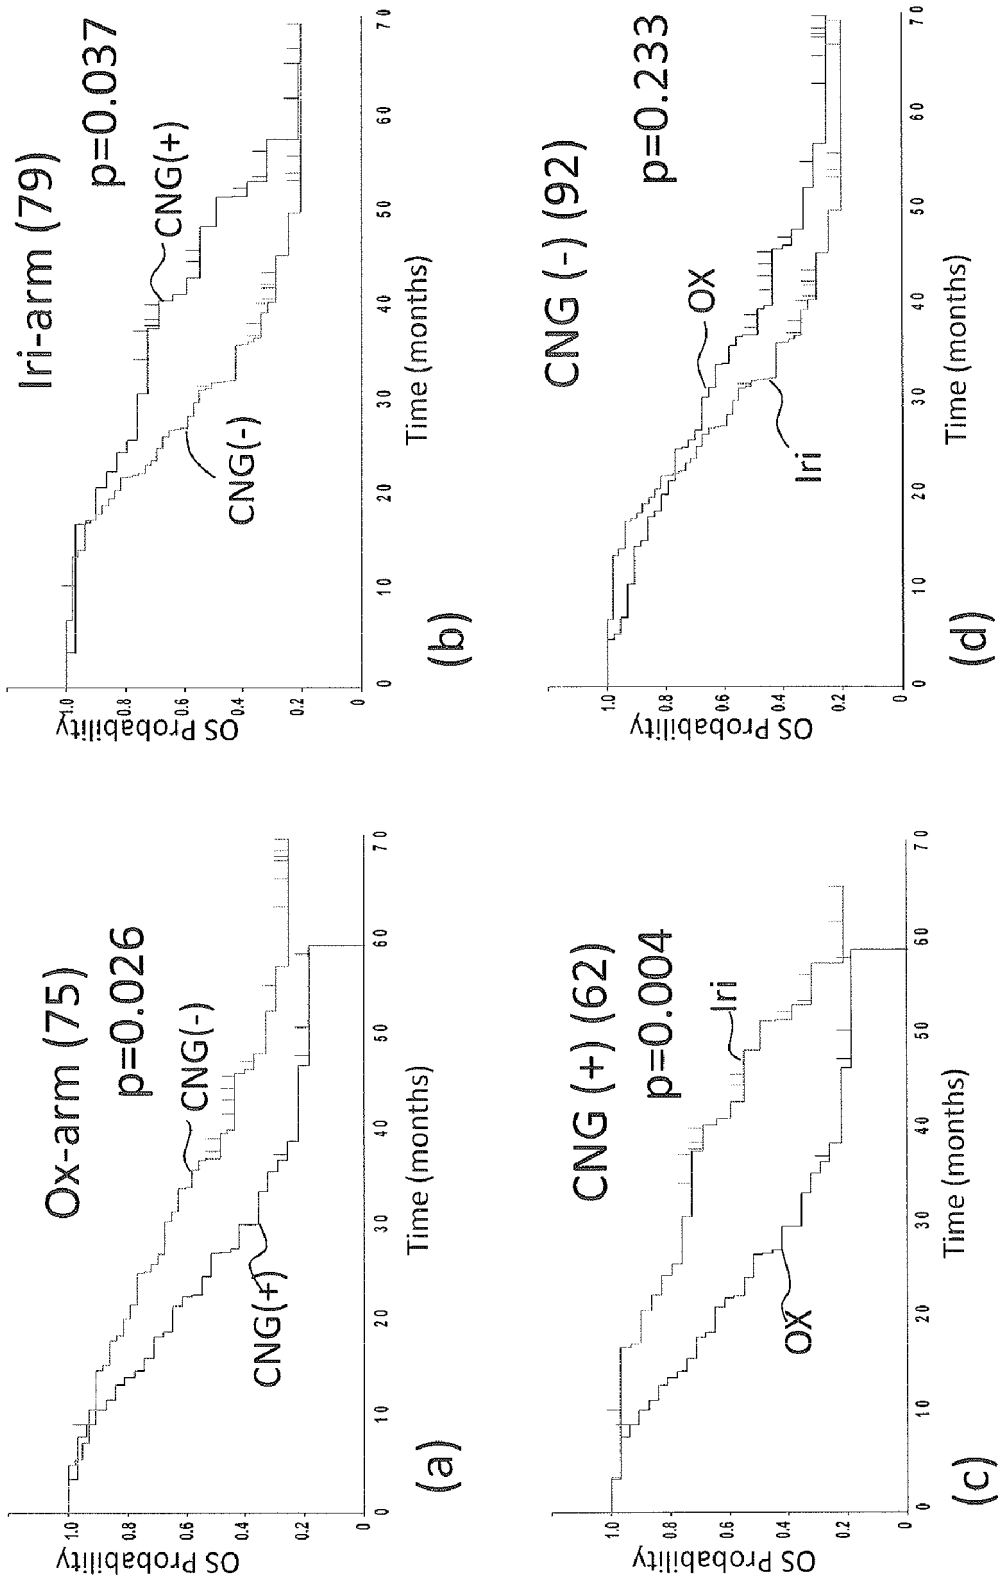 Ox-arm (75)
p=0.026
OS Probability
1.0
0.8
0.6
0.4
0.2
0
CNG(-)
CNG(+)
0 10 20 30 40 50 60 70
Time (months)
(a)
Iri-arm (79)
p=0.037
OS Probability
1.0
0.8
0.6
0.4
0.2
0
CNG(+)
CNG(-)
0 10 20 30 40 50 60 70
Time (months)
(b)
CNG (+) (62)
p=0.004
OS Probability
1.0
0.8
0.6
0.4
0.2
0
Iri
OX
0 10 20 30 40 50 60 70
Time (months)
(c)
CNG (-) (92)
p=0.233
OS Probability
1.0
0.8
0.6
0.4
0.2
0
OX
Iri
0 10 20 30 40 50 60 70
Time (months)
(d)